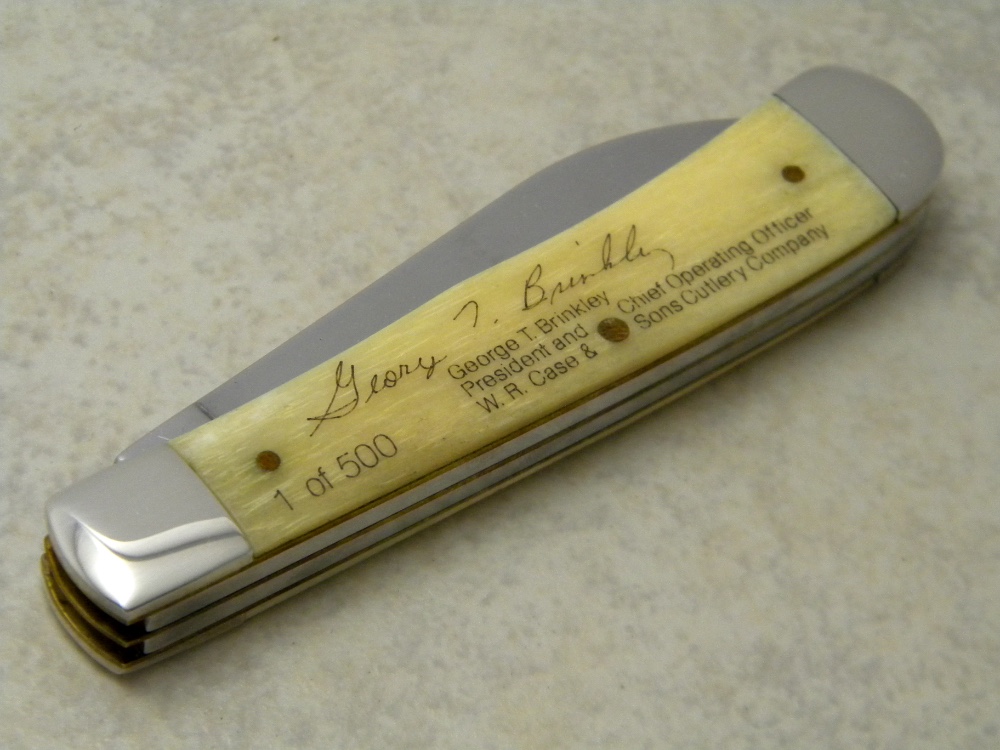 George T. Brinkley
George T. Brinkley
President and Chief Operating Officer
W. R. Case & Sons Cutlery Company
1 of 500